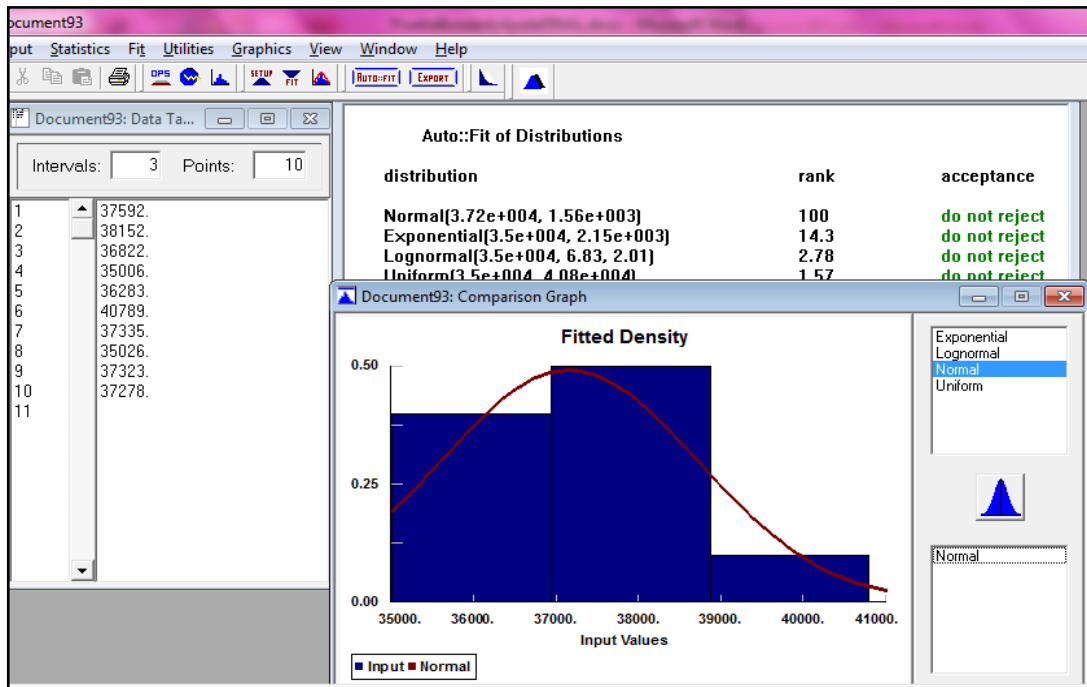 Document93
put Statistics Fit Utilities Graphics View Window Help
OPS SETUP FIT AUTO::FIT EXPORT
Document93: Data Ta...
Intervals: 3 Points: 10
1 37592.
2 38152.
3 36822.
4 35006.
5 36283.
6 40789.
7 37335.
8 35026.
9 37323.
10 37278.
11
Auto::Fit of Distributions
distribution rank acceptance
Normal(3.72e+004, 1.56e+003) 100 do not reject
Exponential(3.5e+004, 2.15e+003) 14.3 do not reject
Lognormal(3.5e+004, 6.83, 2.01) 2.78 do not reject
Uniform(3.5e+004, 4.08e+004) 1.57 do not reject
Document93: Comparison Graph
Fitted Density
0.50
0.25
0.00
35000. 36000. 37000. 38000. 39000. 40000. 41000.
Input Values
Input Normal
Exponential
Lognormal
Normal
Uniform
Normal